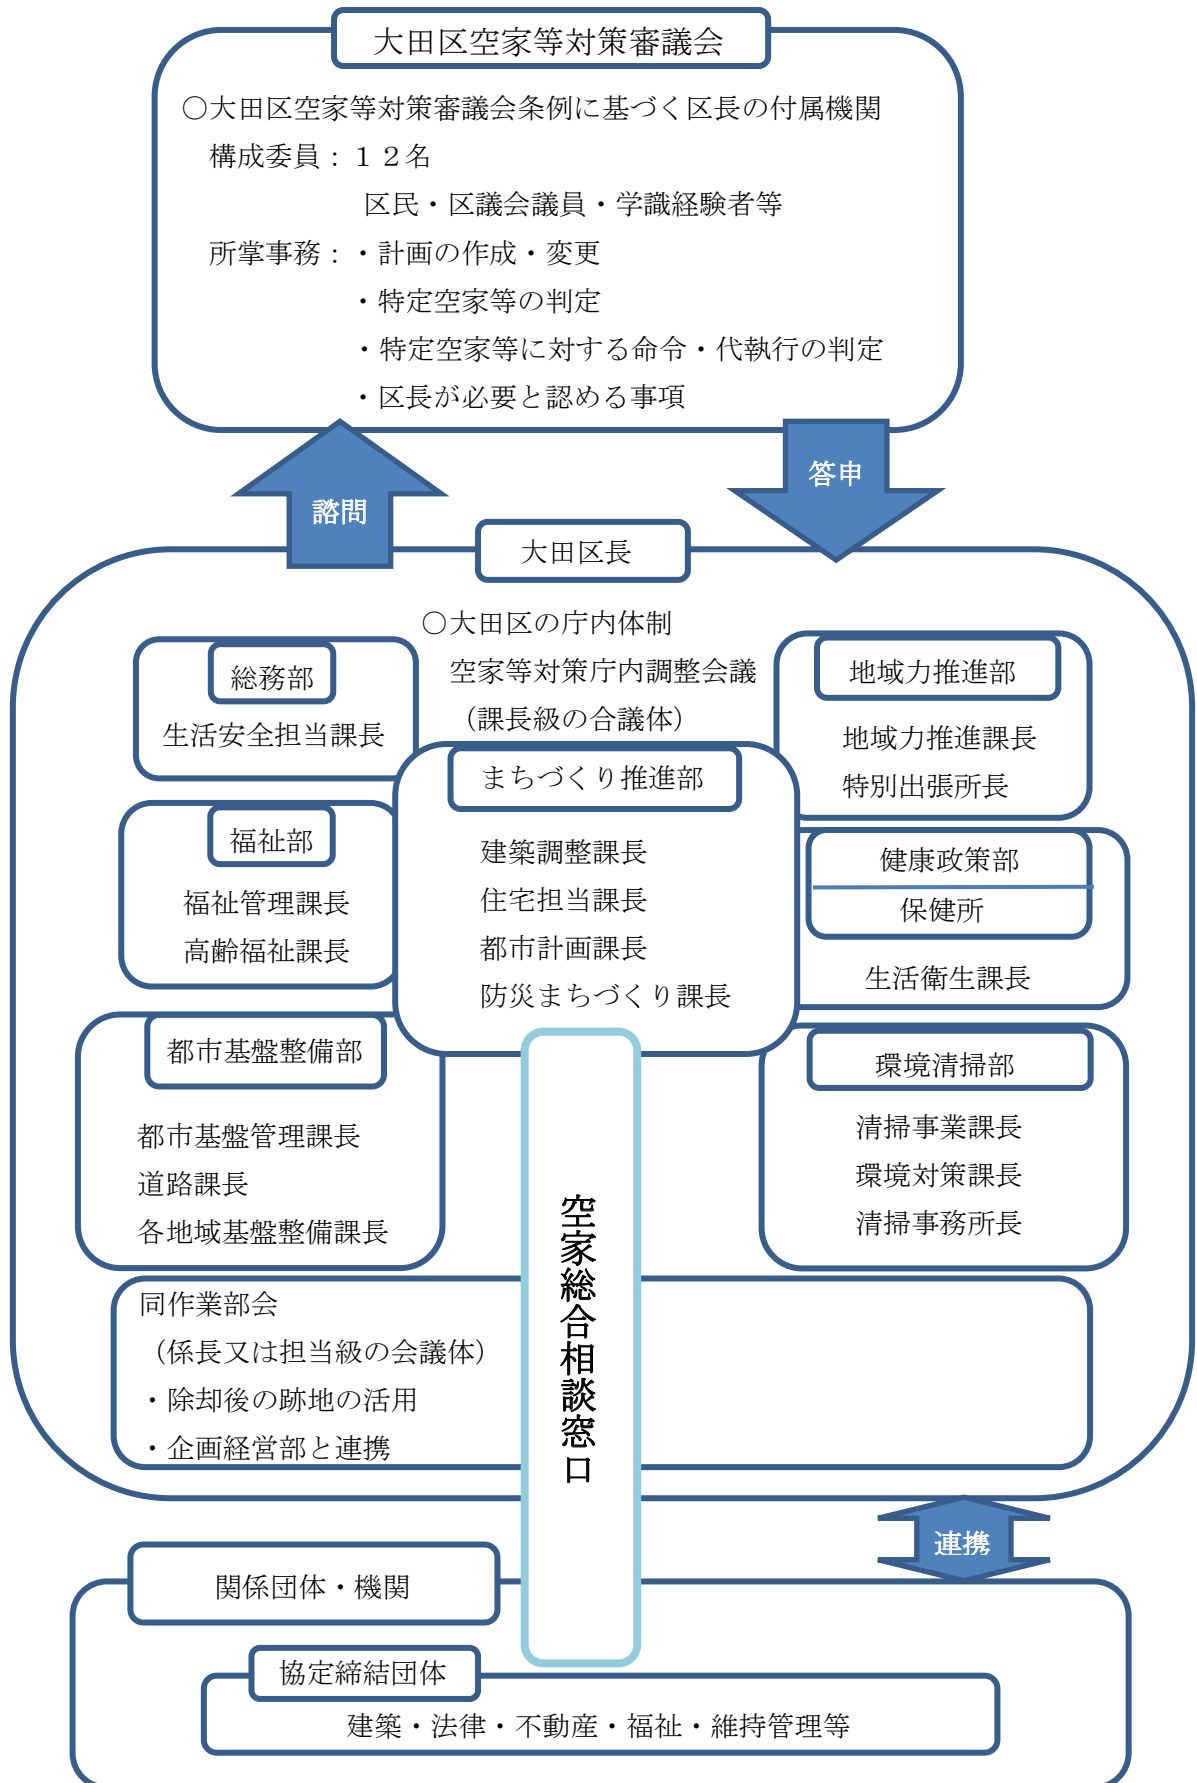 大田区空家等対策審議会
○大田区空家等対策審議会条例に基づく区長の付属機関
構成委員：１２名
区民・区議会議員・学識経験者等
所掌事務：・計画の作成・変更
・特定空家等の判定
・特定空家等に対する命令・代執行の判定
・区長が必要と認める事項
諮問
答申
大田区長
○大田区の庁内体制
空家等対策庁内調整会議
（課長級の合議体）
総務部
生活安全担当課長
福祉部
福祉管理課長
高齢福祉課長
都市基盤整備部
都市基盤管理課長
道路課長
各地域基盤整備課長
まちづくり推進部
建築調整課長
住宅担当課長
都市計画課長
防災まちづくり課長
地域力推進部
地域力推進課長
特別出張所長
健康政策部
保健所
生活衛生課長
環境清掃部
清掃事業課長
環境対策課長
清掃事務所長
同作業部会
（係長又は担当級の会議体）
・除却後の跡地の活用
・企画経営部と連携
空家総合相談窓口
連携
関係団体・機関
協定締結団体
建築・法律・不動産・福祉・維持管理等